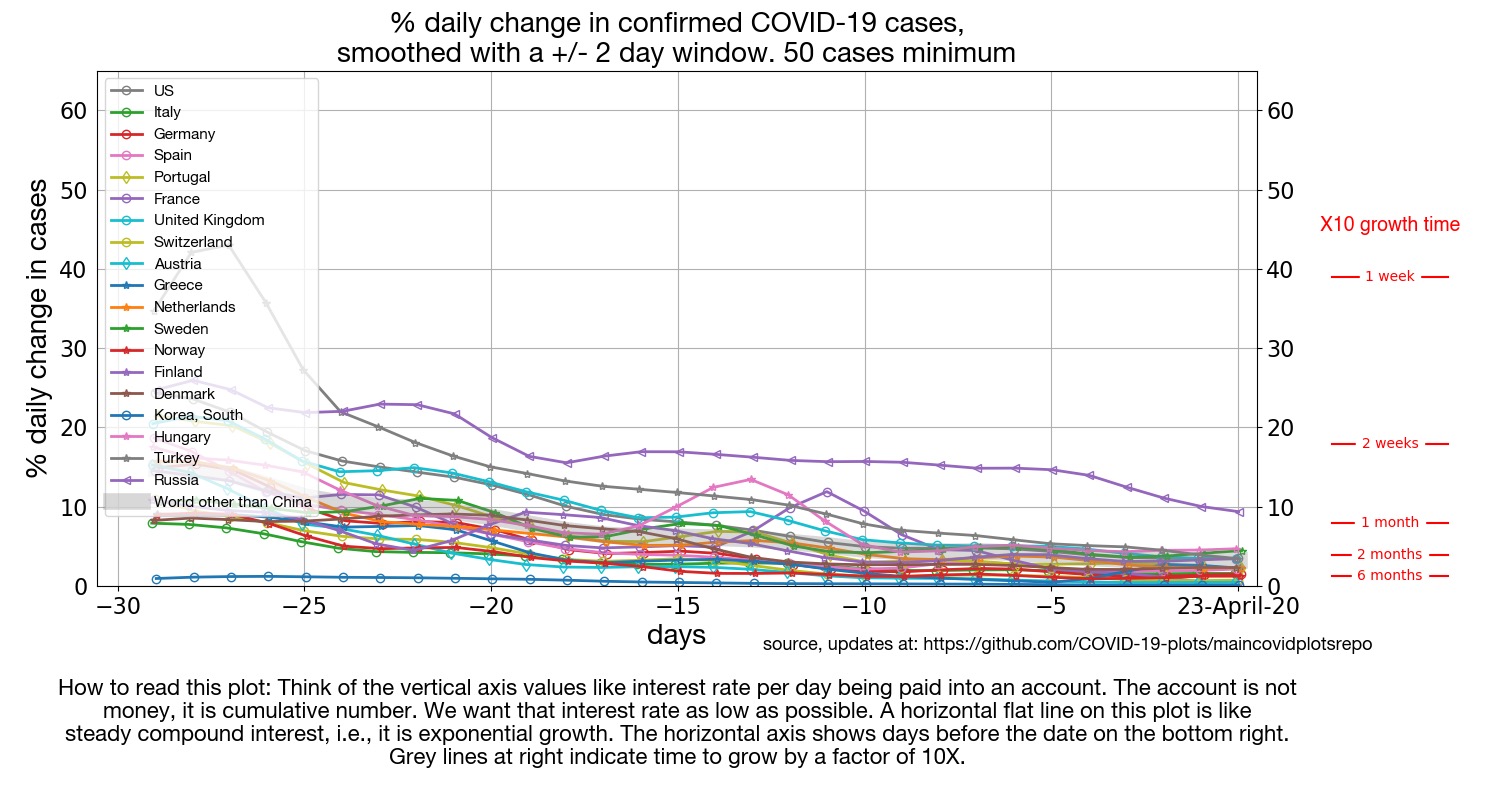 % daily change in confirmed COVID-19 cases,
smoothed with a +/- 2 day window. 50 cases minimum
% daily change in cases
60
50
40
30
20
10
0
US
Italy
Germany
Spain
Portugal
France
United Kingdom
Switzerland
Austria
Greece
Netherlands
Sweden
Norway
Finland
Denmark
Korea, South
Hungary
Turkey
Russia
World other than China
60
50
40
30
20
10
0
X10 growth time
1 week
2 weeks
1 month
2 months
6 months
−30
−25
−20
−15
−10
−5
23-April-20
days
source, updates at: https://github.com/COVID-19-plots/maincovidplotsrepo
How to read this plot: Think of the vertical axis values like interest rate per day being paid into an account. The account is not
money, it is cumulative number. We want that interest rate as low as possible. A horizontal flat line on this plot is like
steady compound interest, i.e., it is exponential growth. The horizontal axis shows days before the date on the bottom right.
Grey lines at right indicate time to grow by a factor of 10X.